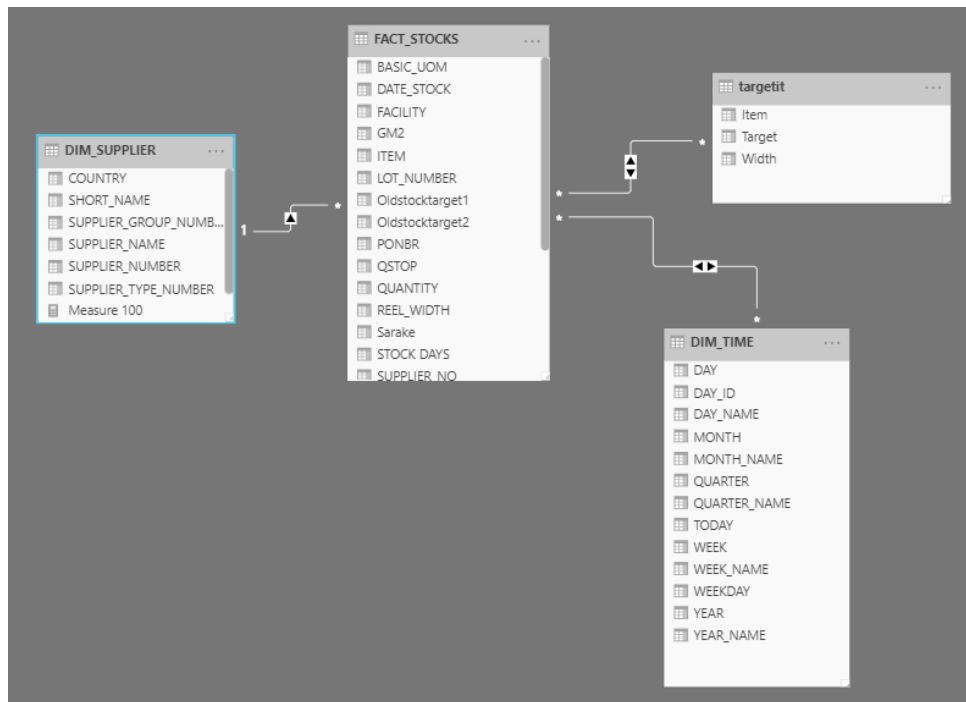 FACT_STOCKS ...
BASIC_UOM
DATE_STOCK
FACILITY
GM2
ITEM
LOT_NUMBER
Oldstocktarget1
Oldstocktarget2
PONBR
QSTOP
QUANTITY
REEL_WIDTH
Sarake
STOCK DAYS
SUPPLIER_NO
targetit ...
Item
Target
Width
DIM_SUPPLIER ...
COUNTRY
SHORT_NAME
SUPPLIER_GROUP_NUMB...
SUPPLIER_NAME
SUPPLIER_NUMBER
SUPPLIER_TYPE_NUMBER
Measure 100
1
*
*
*
*
*
DIM_TIME ...
DAY
DAY_ID
DAY_NAME
MONTH
MONTH_NAME
QUARTER
QUARTER_NAME
TODAY
WEEK
WEEK_NAME
WEEKDAY
YEAR
YEAR_NAME